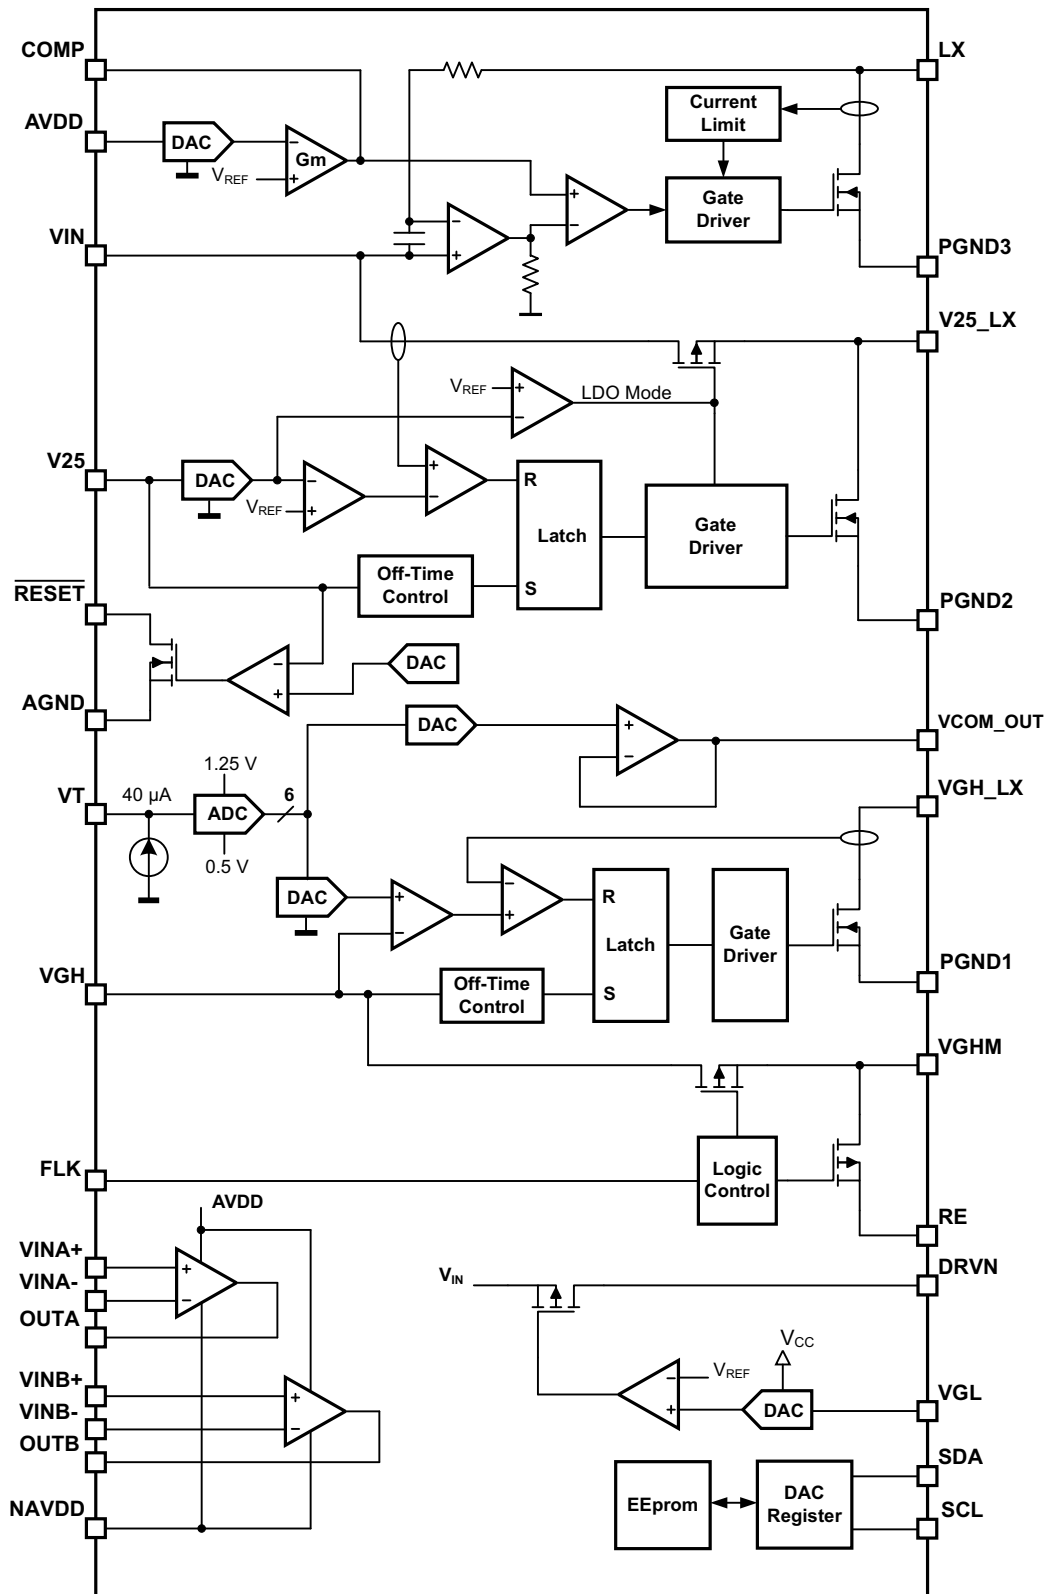 COMP
LX
AVDD
DAC
VREF
−
+
Gm
Current
Limit
+
−
Gate
Driver
VIN
−
+
PGND3
V25_LX
VREF
+
−
LDO Mode
V25
DAC
VREF
−
+
+
−
R
Latch
S
Gate
Driver
Off-Time
Control
RESET
PGND2
−
+
DAC
AGND
DAC
+
−
VCOM_OUT
VT
40 µA
1.25 V
ADC
0.5 V
6
VGH_LX
DAC
+
−
−
+
R
Latch
S
Gate
Driver
VGH
Off-Time
Control
PGND1
VGHM
FLK
Logic
Control
RE
AVDD
VINA+
VINA-
OUTA
+
−
VIN
DRVN
VINB+
VINB-
OUTB
+
−
−
+
VREF
VCC
DAC
VGL
NAVDD
EEprom
DAC
Register
SDA
SCL